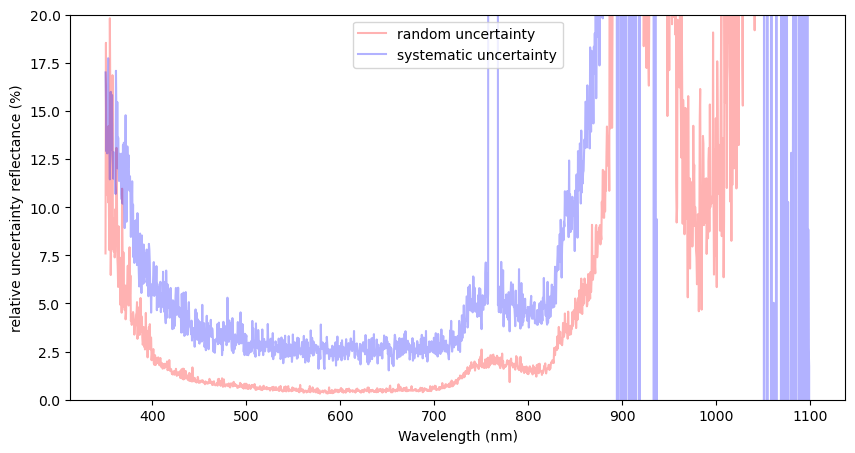 random uncertainty
systematic uncertainty
relative uncertainty reflectance (%)
20.0
17.5
15.0
12.5
10.0
7.5
5.0
2.5
0.0
400 500 600 700 800 900 1000 1100
Wavelength (nm)